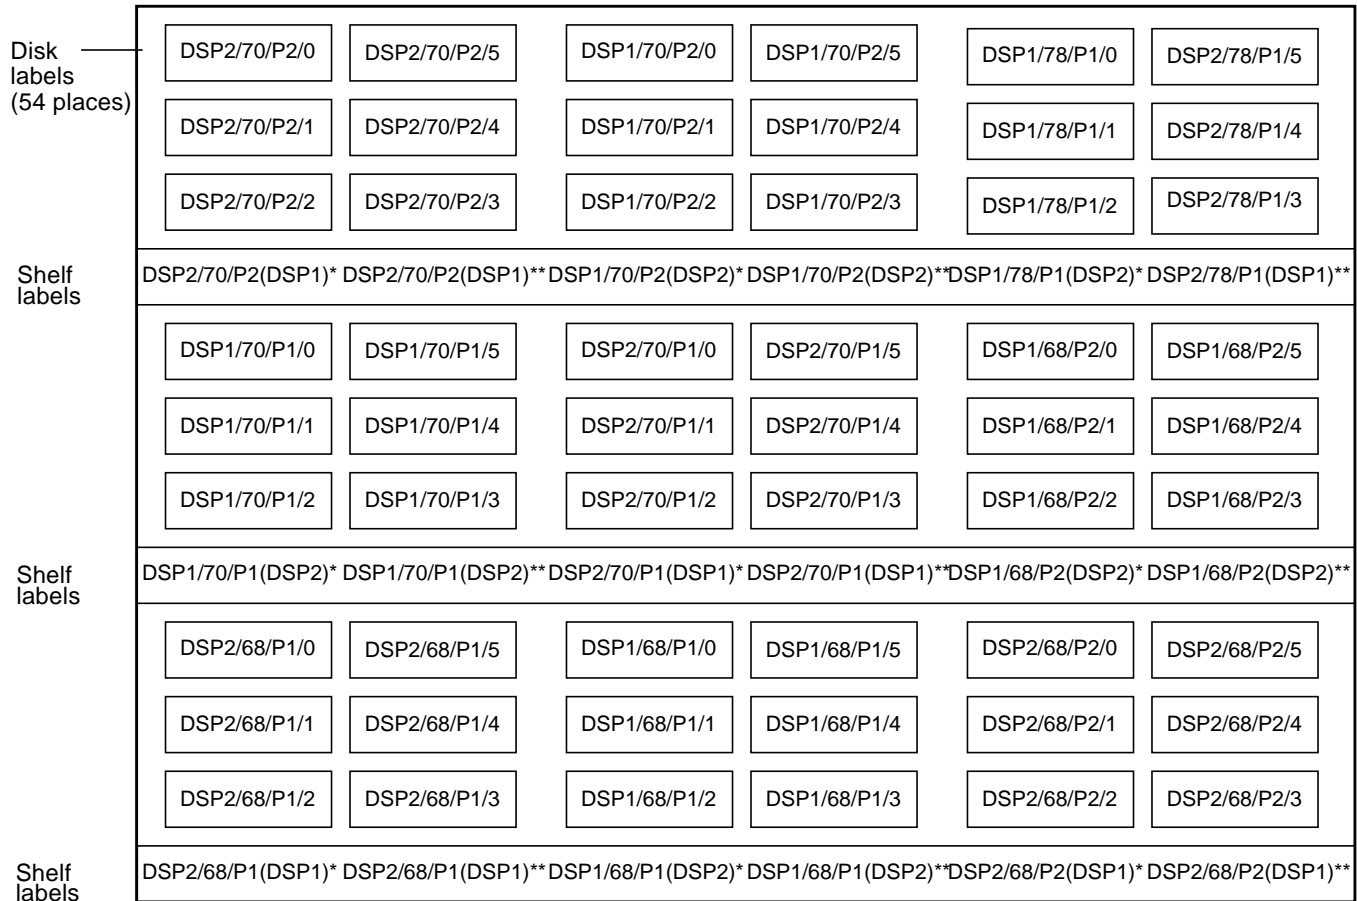 Disk
labels
(54 places)
DSP2/70/P2/0 DSP2/70/P2/5 DSP1/70/P2/0 DSP1/70/P2/5 DSP1/78/P1/0 DSP2/78/P1/5
DSP2/70/P2/1 DSP2/70/P2/4 DSP1/70/P2/1 DSP1/70/P2/4 DSP1/78/P1/1 DSP2/78/P1/4
DSP2/70/P2/2 DSP2/70/P2/3 DSP1/70/P2/2 DSP1/70/P2/3 DSP1/78/P1/2 DSP2/78/P1/3
Shelf
labels
DSP2/70/P2(DSP1)* DSP2/70/P2(DSP1)** DSP1/70/P2(DSP2)* DSP1/70/P2(DSP2)** DSP1/78/P1(DSP2)* DSP2/78/P1(DSP1)**
DSP1/70/P1/0 DSP1/70/P1/5 DSP2/70/P1/0 DSP2/70/P1/5 DSP1/68/P2/0 DSP1/68/P2/5
DSP1/70/P1/1 DSP1/70/P1/4 DSP2/70/P1/1 DSP2/70/P1/4 DSP1/68/P2/1 DSP1/68/P2/4
DSP1/70/P1/2 DSP1/70/P1/3 DSP2/70/P1/2 DSP2/70/P1/3 DSP1/68/P2/2 DSP1/68/P2/3
Shelf
labels
DSP1/70/P1(DSP2)* DSP1/70/P1(DSP2)** DSP2/70/P1(DSP1)* DSP2/70/P1(DSP1)** DSP1/68/P2(DSP2)* DSP1/68/P2(DSP2)**
DSP2/68/P1/0 DSP2/68/P1/5 DSP1/68/P1/0 DSP1/68/P1/5 DSP2/68/P2/0 DSP2/68/P2/5
DSP2/68/P1/1 DSP2/68/P1/4 DSP1/68/P1/1 DSP1/68/P1/4 DSP2/68/P2/1 DSP2/68/P2/4
DSP2/68/P1/2 DSP2/68/P1/3 DSP1/68/P1/2 DSP1/68/P1/3 DSP2/68/P2/2 DSP2/68/P2/3
Shelf
labels
DSP2/68/P1(DSP1)* DSP2/68/P1(DSP1)** DSP1/68/P1(DSP2)* DSP1/68/P1(DSP2)** DSP2/68/P2(DSP1)* DSP2/68/P2(DSP1)**